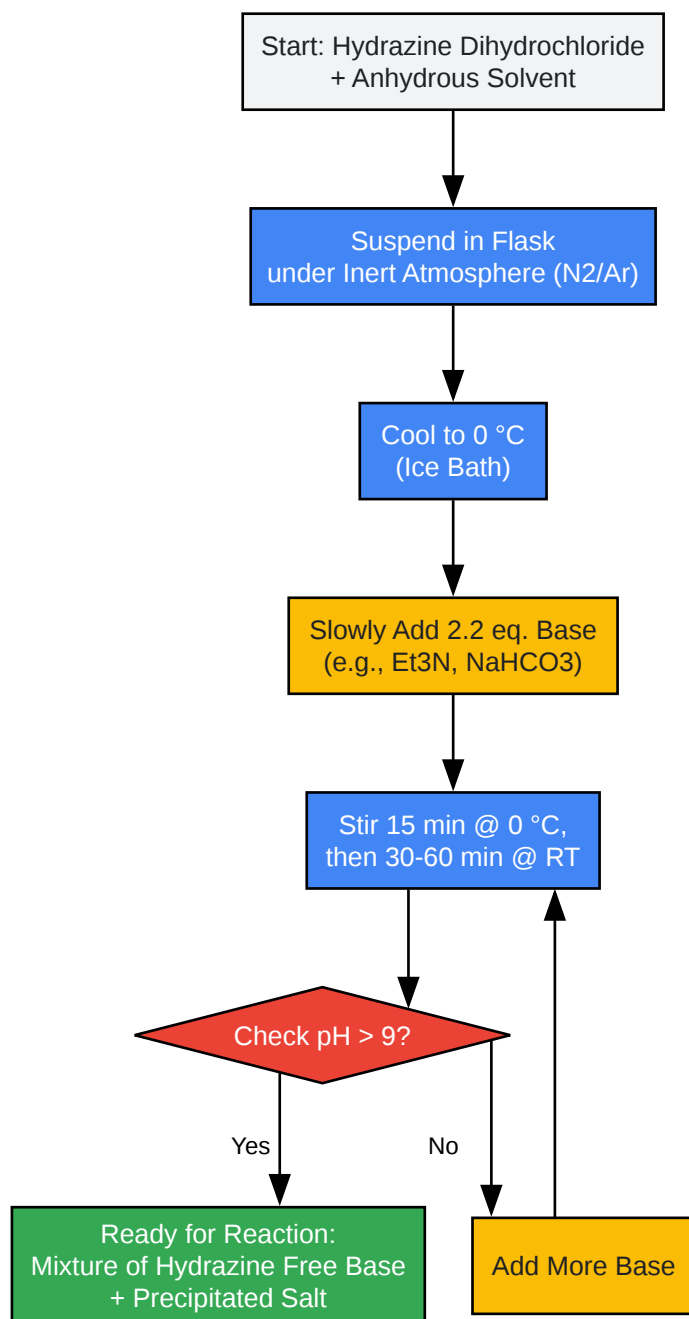 Start: Hydrazine Dihydrochloride
+ Anhydrous Solvent
Suspend in Flask
under Inert Atmosphere (N2/Ar)
Cool to 0 °C
(Ice Bath)
Slowly Add 2.2 eq. Base
(e.g., Et3N, NaHCO3)
Stir 15 min @ 0 °C,
then 30-60 min @ RT
Check pH > 9?
Yes
No
Ready for Reaction:
Mixture of Hydrazine Free Base
+ Precipitated Salt
Add More Base